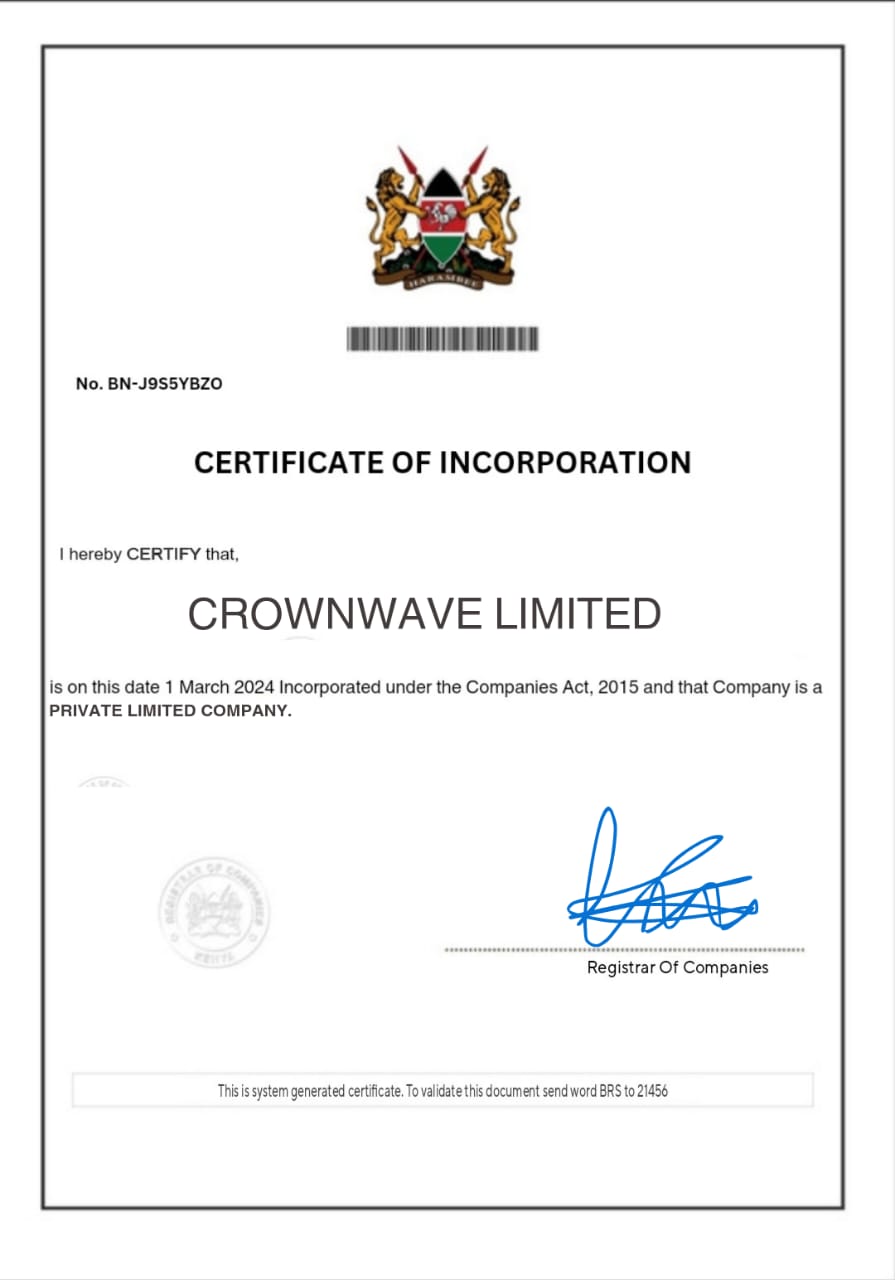 HARAMBEE
No. BN-J9S5YBZO
CERTIFICATE OF INCORPORATION
I hereby CERTIFY that,
CROWNWAVE LIMITED
is on this date 1 March 2024 Incorporated under the Companies Act, 2015 and that Company is a
PRIVATE LIMITED COMPANY.
REGISTRAR OF COMPANIES
KENYA
Registrar Of Companies
This is system generated certificate. To validate this document send word BRS to 21456